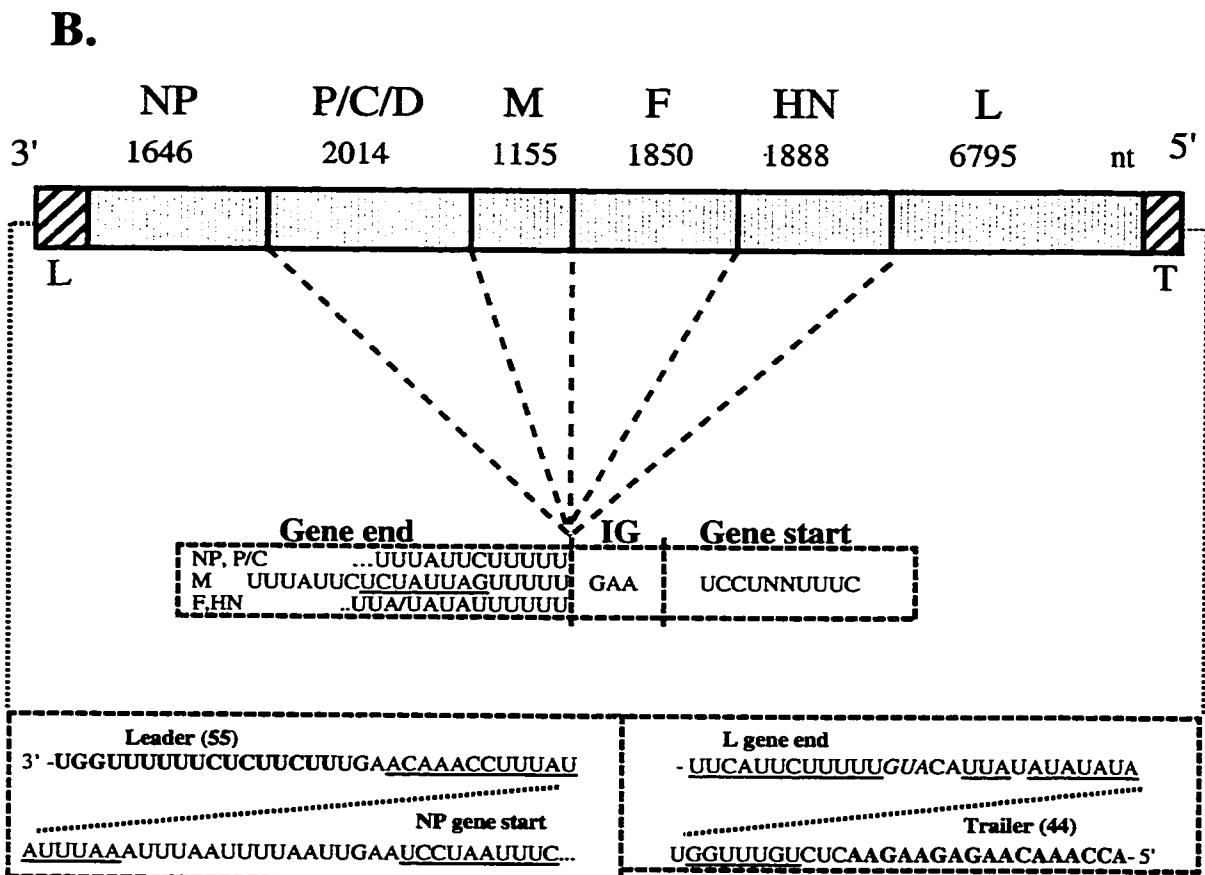 B.
NP P/C/D M F HN L
3' 1646 2014 1155 1850 1888 6795 nt 5'
L T
Gene end IG Gene start
NP, P/C ...UUUAUUCUUUUU
M UUUAUUCUCUAUUAGUUUUU GAA UCCUNNUUUC
F,HN ..UUA/UAUAUUUUUU
Leader (55)
3' -UGGUUUUUUCUCUUCUUUGAACAAACCUUUAU
NP gene start
AUUUAAAUUUAAUUUUAAUUGAAUCCUAAUUUC...
L gene end
- UUCAUUCUUUUUGUACAUUAUAUAUAUA
Trailer (44)
UGGUUUGUCUCAAGAAGAGAACAAACCA- 5'